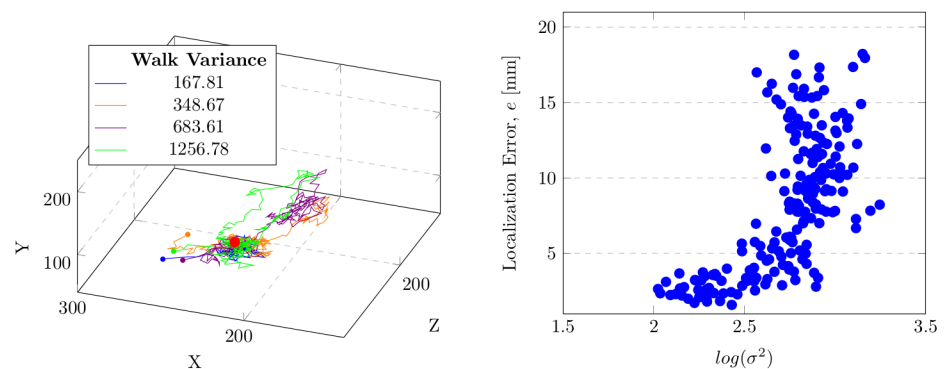 Walk Variance
167.81
348.67
683.61
1256.78
200
100
Y
300
200
X
200
Z
20
15
10
5
Localization Error, e [mm]
1.5 2 2.5 3 3.5
log(σ²)